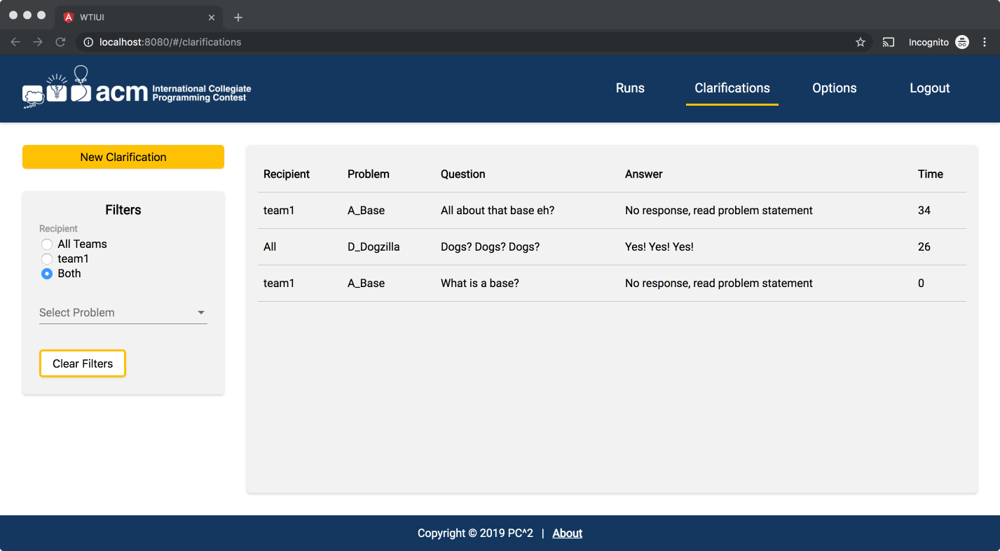 WTIUI
localhost:8080/#/clarifications
Incognito
acm International Collegiate
Programming Contest
Runs Clarifications Options Logout
New Clarification
Filters
Recipient
All Teams
team1
Both
Select Problem
Clear Filters
Recipient Problem Question Answer Time
team1 A_Base All about that base eh? No response, read problem statement 34
All D_Dogzilla Dogs? Dogs? Dogs? Yes! Yes! Yes! 26
team1 A_Base What is a base? No response, read problem statement 0
Copyright © 2019 PC^2 | About